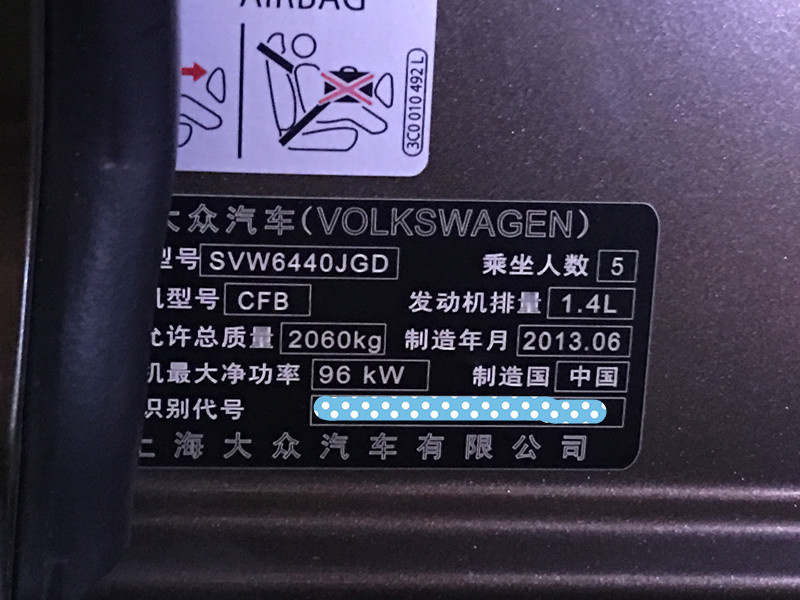 AIRBAG
3C0 010 492 L
大众汽车(VOLKSWAGEN)
型号 SVW6440JGD 乘坐人数 5
机型号 CFB 发动机排量 1.4L
允许总质量 2060kg 制造年月 2013.06
机最大净功率 96 kW 制造国 中国
识别代号
上海大众汽车有限公司